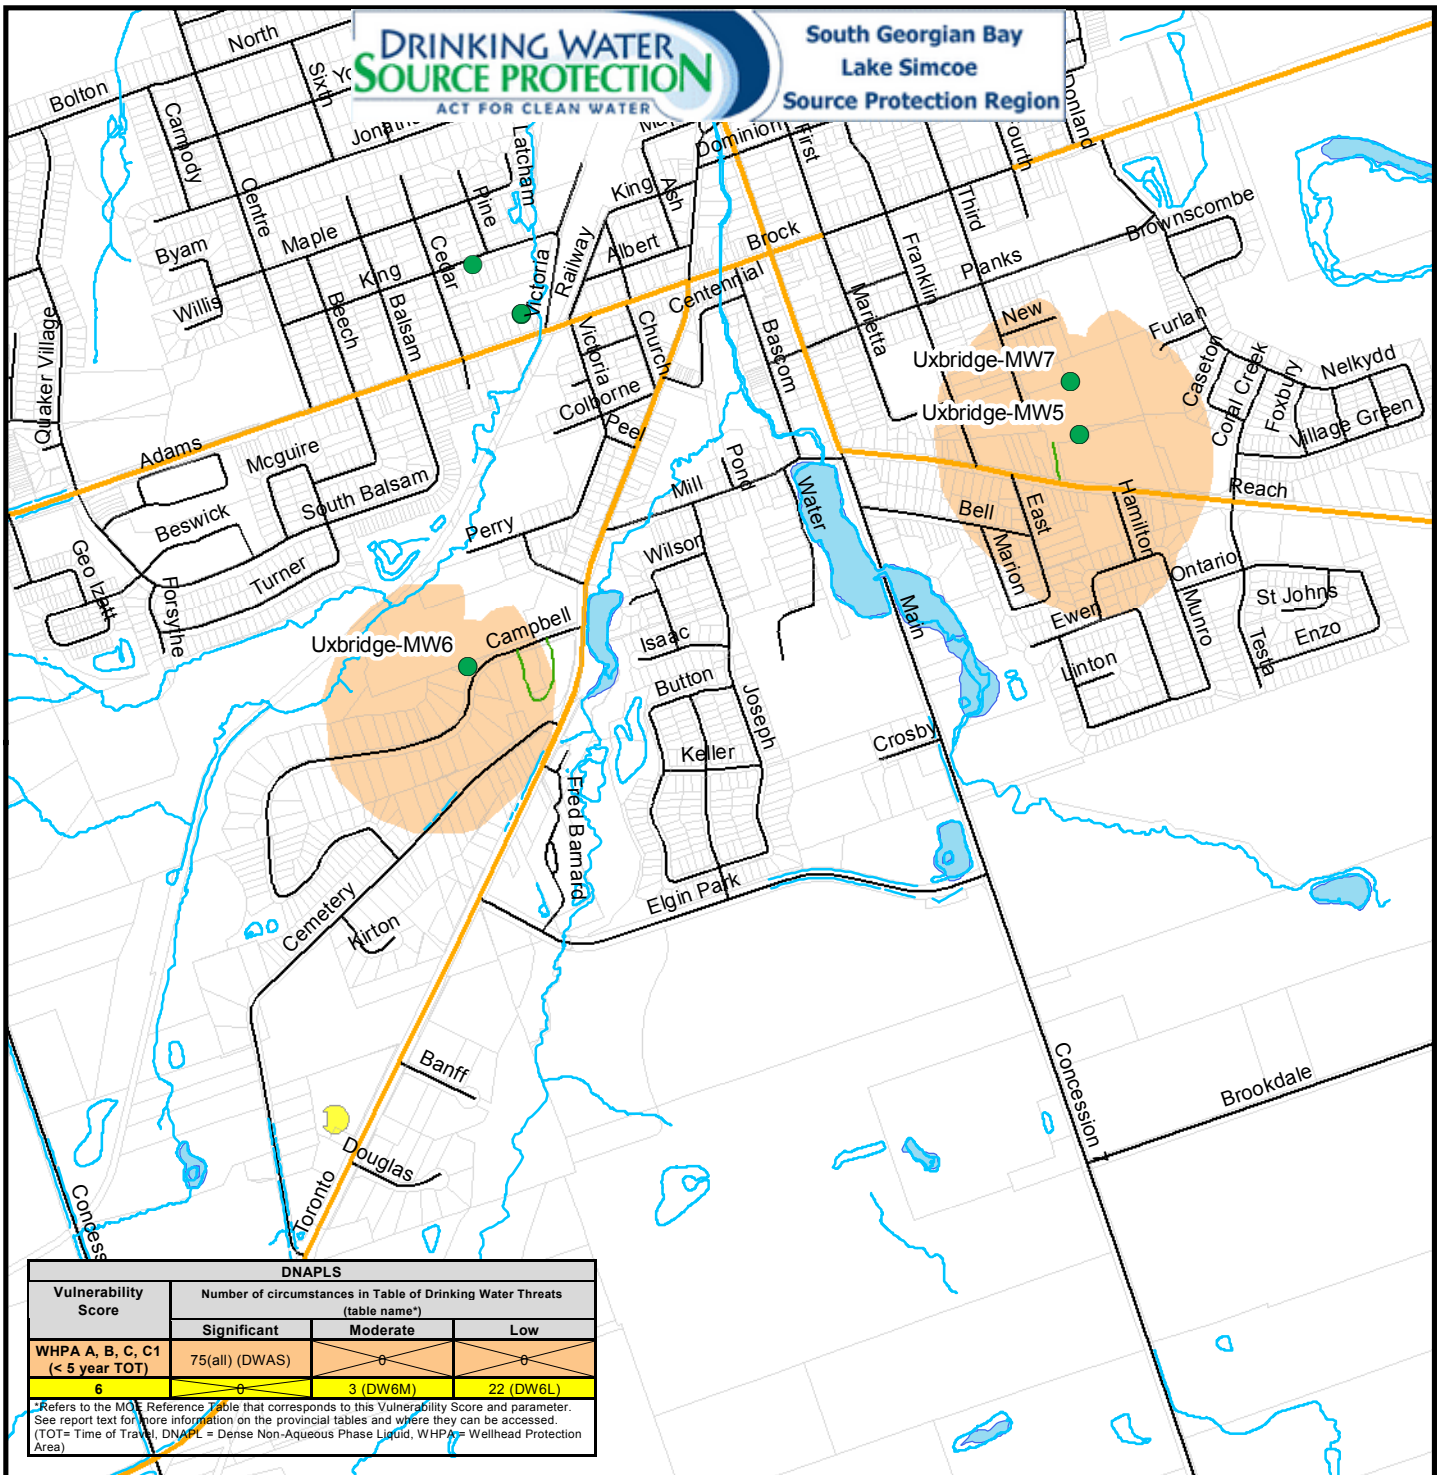 DRINKING WATER
SOURCE PROTECTION
ACT FOR CLEAN WATER
South Georgian Bay
Lake Simcoe
Source Protection Region
North
Bolton
Sixth
Carmody
Latcham
Dominion
First
Fourth
Donland
Centre
Pine
King
Ash
Third
Byam
Maple
Cedar
Victoria
Railway
Albert
Brock
Franklin
Planks
Brownscombe
King
Willis
Beech
Balsam
Centennial
Marietta
New
Furlan
Quaker Village
Victoria
Church
Bascom
Uxbridge-MW7
Caseton
Coral Creek
Foxbury
Nelkydd
Colborne
Peel
Uxbridge-MW5
Village Green
Adams
Mcguire
South Balsam
Beswick
Pond
Mill
Water
Reach
Perry
Bell
East
Hamilton
Geo Izatt
Forsythe
Turner
Wilson
Marion
Ontario
St Johns
Munro
Campbell
Main
Ewen
Enzo
Testa
Uxbridge-MW6
Isaac
Linton
Button
Joseph
Keller
Crosby
Fred Barnard
Elgin Park
Cemetery
Kirton
Banff
Concession 7
Brookdale
Douglas
Toronto
Concess
DNAPLS
Vulnerability Score
Number of circumstances in Table of Drinking Water Threats
(table name*)
Significant Moderate Low
WHPA A, B, C, C1
(< 5 year TOT)
75(all) (DWAS) 0 0
6 0 3 (DW6M) 22 (DW6L)
*Refers to the MOE Reference Table that corresponds to this Vulnerability Score and parameter.
See report text for more information on the provincial tables and where they can be accessed.
(TOT= Time of Travel, DNAPL = Dense Non-Aqueous Phase Liquid, WHPA = Wellhead Protection
Area)